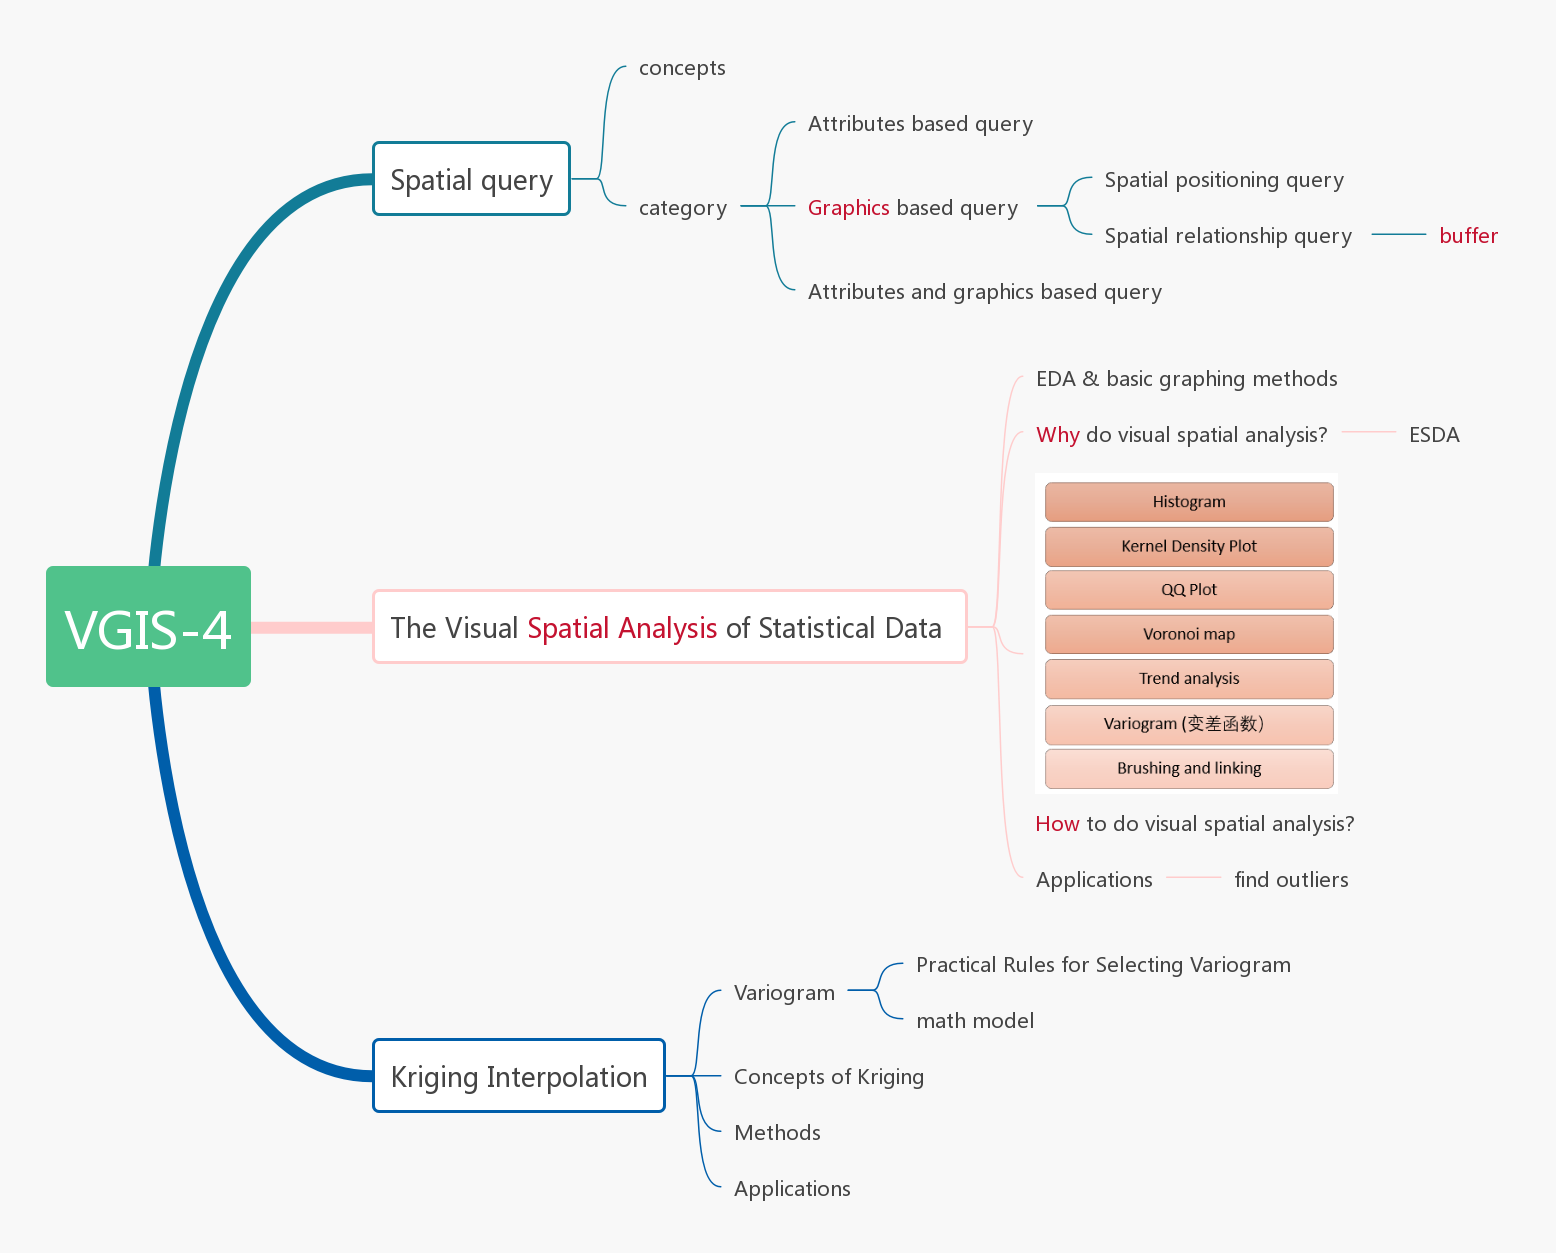 concepts
Attributes based query
Spatial query
Spatial positioning query
category
Graphics based query
Spatial relationship query
buffer
Attributes and graphics based query
EDA & basic graphing methods
Why do visual spatial analysis?
ESDA
Histogram
Kernel Density Plot
QQ Plot
VGIS-4
The Visual Spatial Analysis of Statistical Data
Voronoi map
Trend analysis
Variogram (变差函数）
Brushing and linking
How to do visual spatial analysis?
Applications
find outliers
Practical Rules for Selecting Variogram
Variogram
math model
Kriging Interpolation
Concepts of Kriging
Methods
Applications